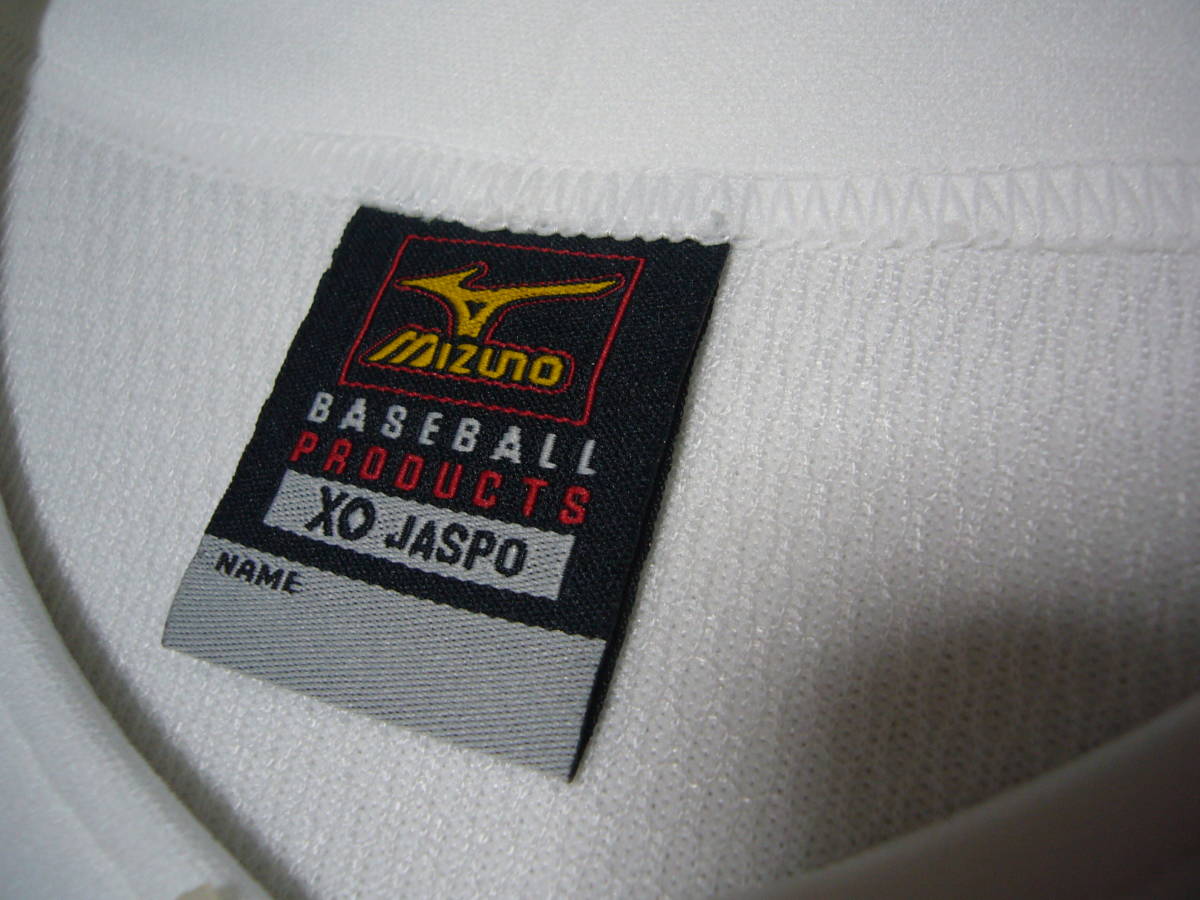 MIZUNO
BASEBALL
PRODUCTS
XO JASPO
NAME